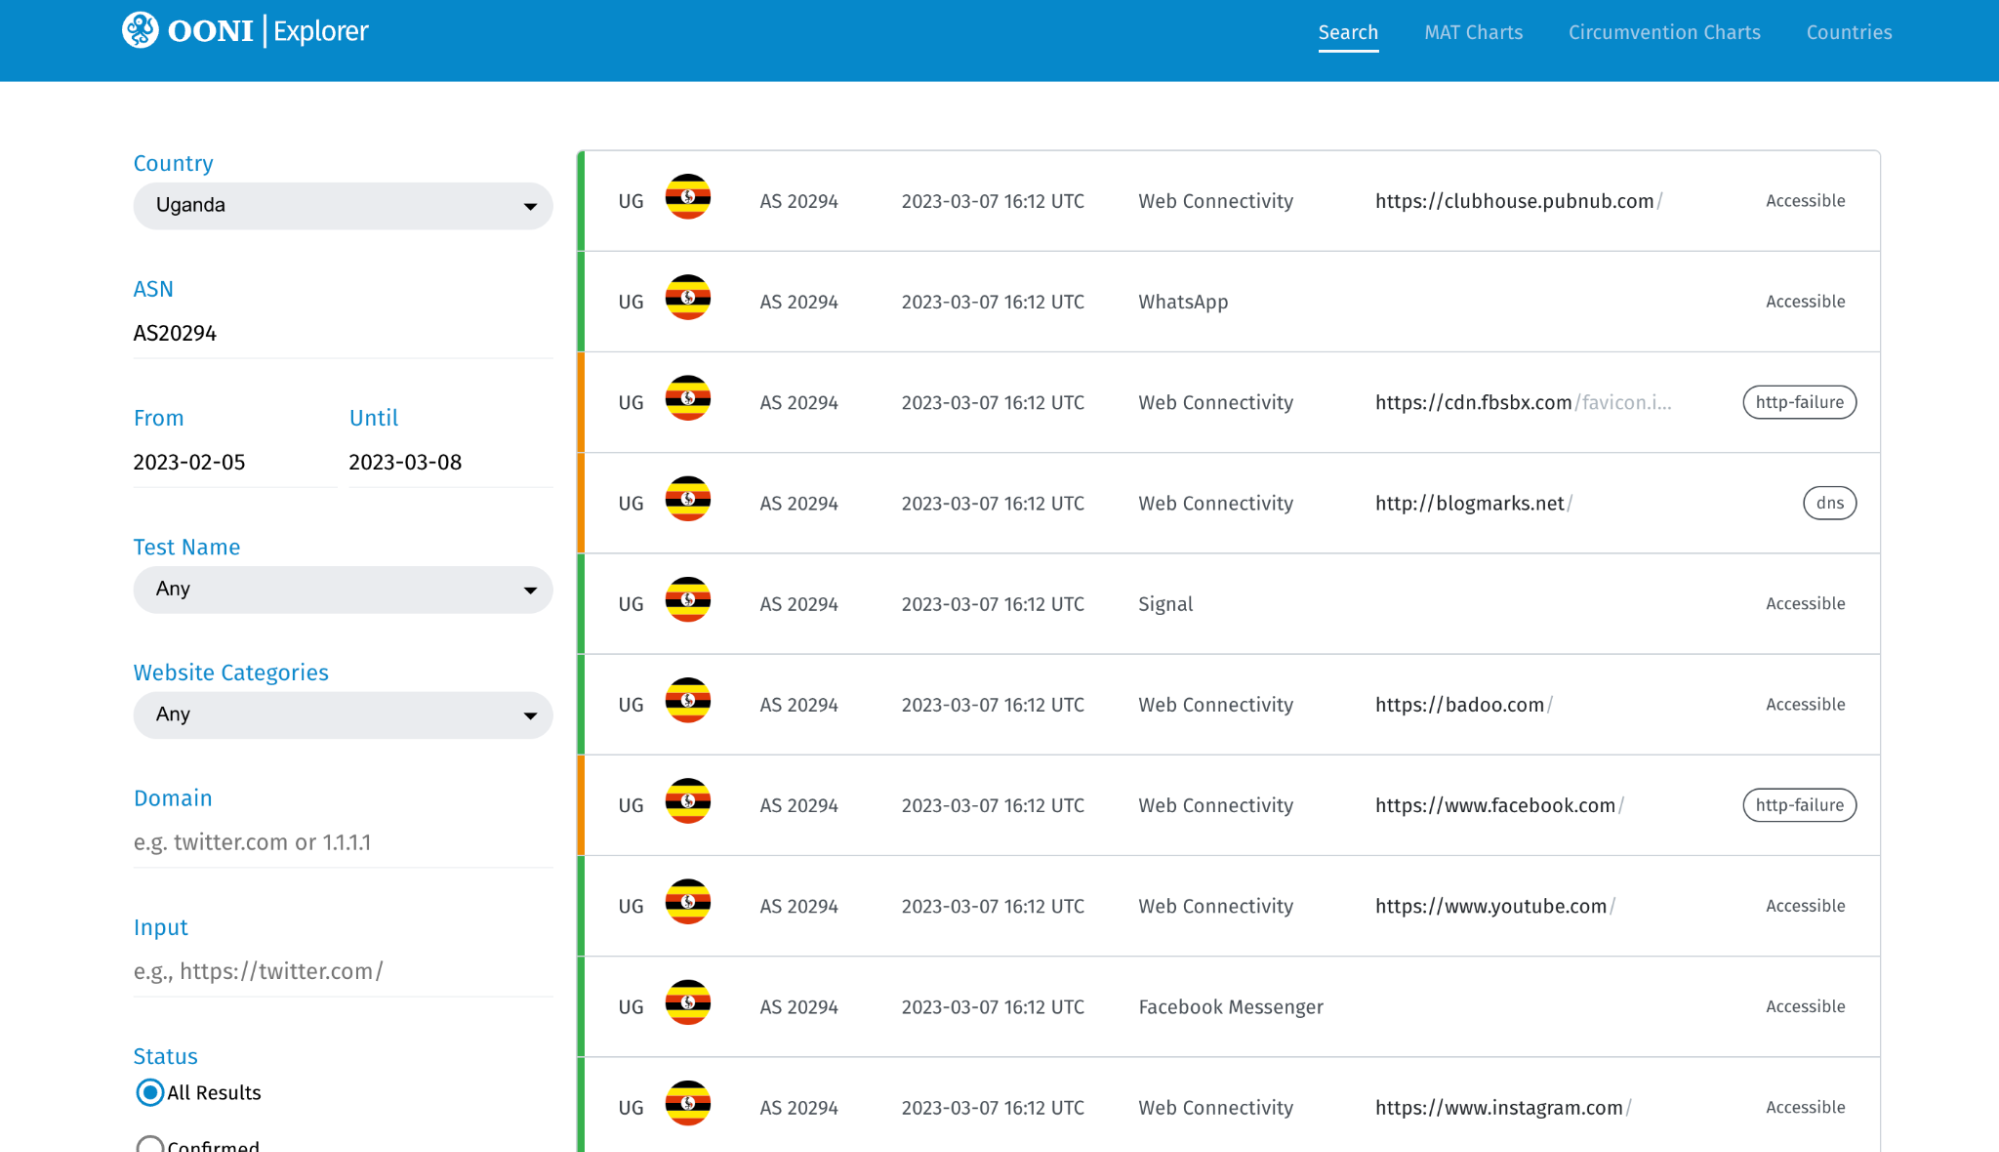 OONI | Explorer
Search MAT Charts Circumvention Charts Countries
Country
Uganda
ASN
AS20294
From Until
2023-02-05 2023-03-08
Test Name
Any
Website Categories
Any
Domain
e.g. twitter.com or 1.1.1.1
Input
e.g., https://twitter.com/
Status
All Results
Confirmed
UG AS 20294 2023-03-07 16:12 UTC Web Connectivity https://clubhouse.pubnub.com/ Accessible
UG AS 20294 2023-03-07 16:12 UTC WhatsApp Accessible
UG AS 20294 2023-03-07 16:12 UTC Web Connectivity https://cdn.fbsbx.com/favicon.i... http-failure
UG AS 20294 2023-03-07 16:12 UTC Web Connectivity http://blogmarks.net/ dns
UG AS 20294 2023-03-07 16:12 UTC Signal Accessible
UG AS 20294 2023-03-07 16:12 UTC Web Connectivity https://badoo.com/ Accessible
UG AS 20294 2023-03-07 16:12 UTC Web Connectivity https://www.facebook.com/ http-failure
UG AS 20294 2023-03-07 16:12 UTC Web Connectivity https://www.youtube.com/ Accessible
UG AS 20294 2023-03-07 16:12 UTC Facebook Messenger Accessible
UG AS 20294 2023-03-07 16:12 UTC Web Connectivity https://www.instagram.com/ Accessible